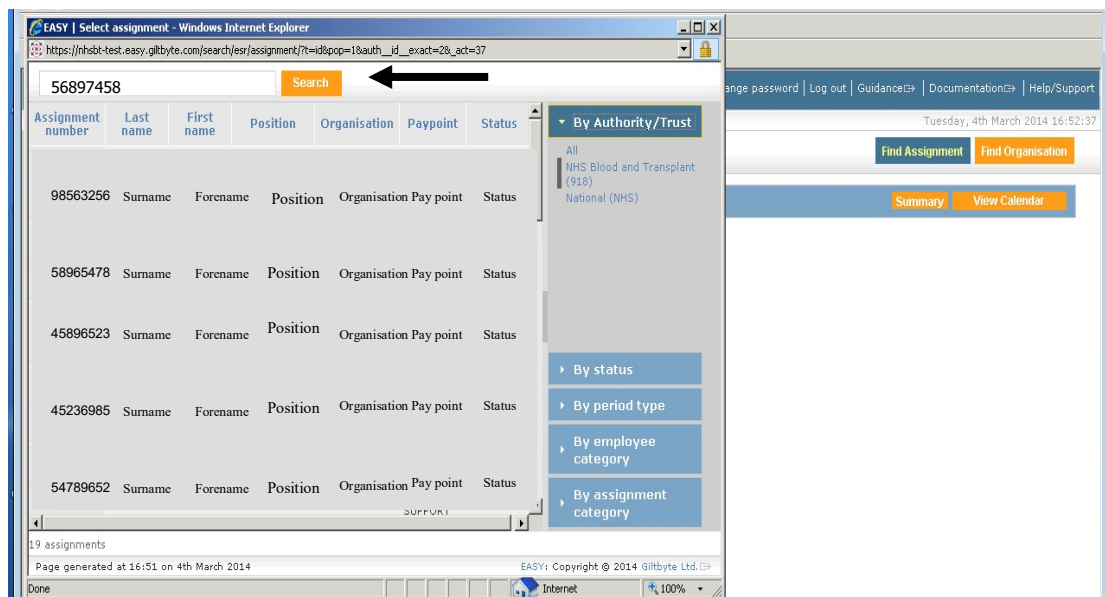 EASY | Select assignment - Windows Internet Explorer
https://nhsbt-test.easy.giltbyte.com/search/esr/assignment/?t=id&pop=1&auth__id__exact=2&_act=37
56897458 Search
ange password | Log out | Guidance | Documentation | Help/Support
Tuesday, 4th March 2014 16:52:37
Find Assignment Find Organisation
Summary View Calendar
Assignment number Last name First name Position Organisation Paypoint Status
98563256 Surname Forename Position Organisation Pay point Status
58965478 Surname Forename Position Organisation Pay point Status
45896523 Surname Forename Position Organisation Pay point Status
45236985 Surname Forename Position Organisation Pay point Status
54789652 Surname Forename Position Organisation Pay point Status
By Authority/Trust
All
NHS Blood and Transplant
(918)
National (NHS)
By status
By period type
By employee
category
By assignment
category
19 assignments
Page generated at 16:51 on 4th March 2014
EASY: Copyright © 2014 Giltbyte Ltd.
Done Internet 100%